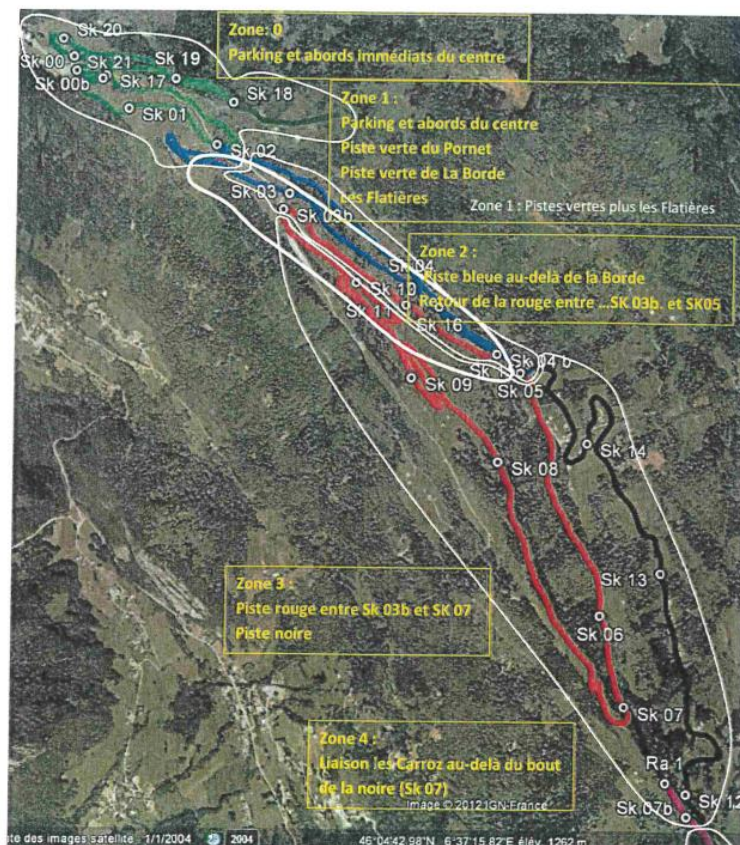 Zone: 0
Parking et abords immédiats du centre
Sk 20
Sk 00
Sk 21
Sk 19
Sk 00b
Sk 17
Sk 18
Sk 01
Zone 1 :
Parking et abords du centre
Piste verte du Pornet
Piste verte de La Borde
Les Flatières
Zone 1 : Pistes vertes plus les Flatières
Sk 02
Sk 03
Sk 03b
Zone 2 :
Piste bleue au-delà de la Borde
Retour de la rouge entre ...SK 03b. et SK05
Sk 04
Sk 10
Sk 11
Sk 16
Sk 04 b
Sk 05
Sk 09
Sk 14
Sk 08
Zone 3 :
Piste rouge entre Sk 03b et SK 07
Piste noire
Sk 13
Sk 06
Sk 07
Zone 4 :
Liaison les Carroz au-delà du bout
de la noire (Sk 07)
Ra 1
Sk 12
Sk 07b
Image © 2012 IGN-France
te des images satellite : 1/1/2004 2004 46°04'42.98"N 6°37'15.82"E élév. 1262 m